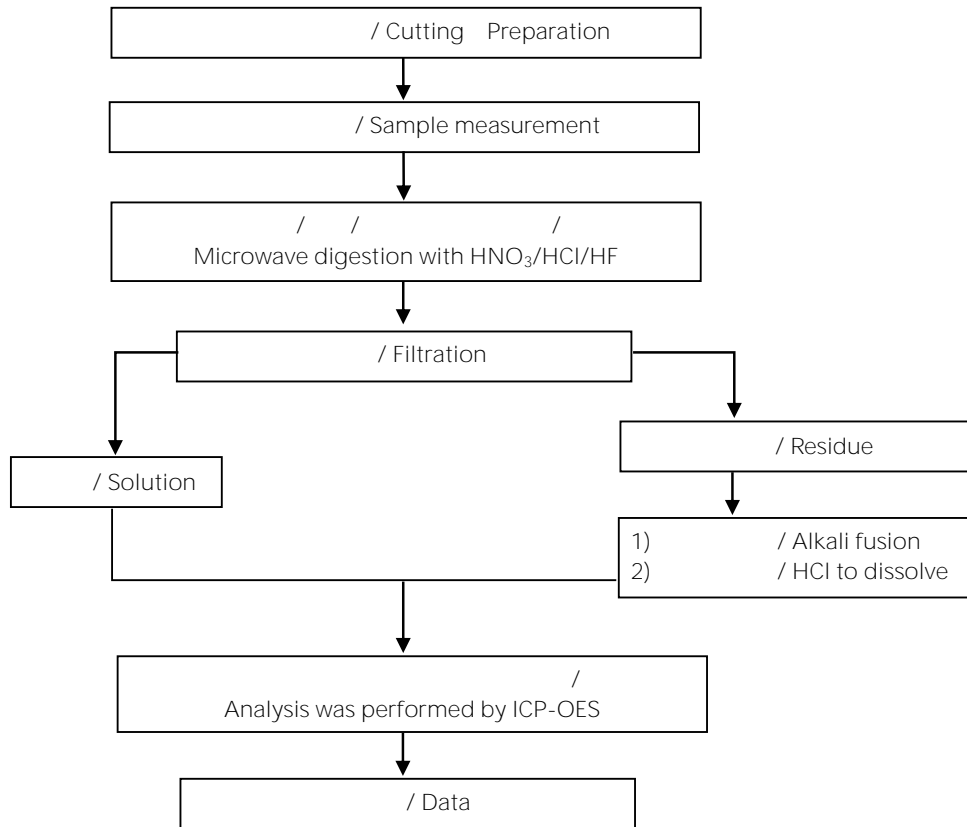 / Cutting Preparation
/ Sample measurement
/ / /
Microwave digestion with HNO₃/HCl/HF
/ Filtration
/ Residue
/ Solution
1) / Alkali fusion
2) / HCl to dissolve
/
Analysis was performed by ICP-OES
/ Data